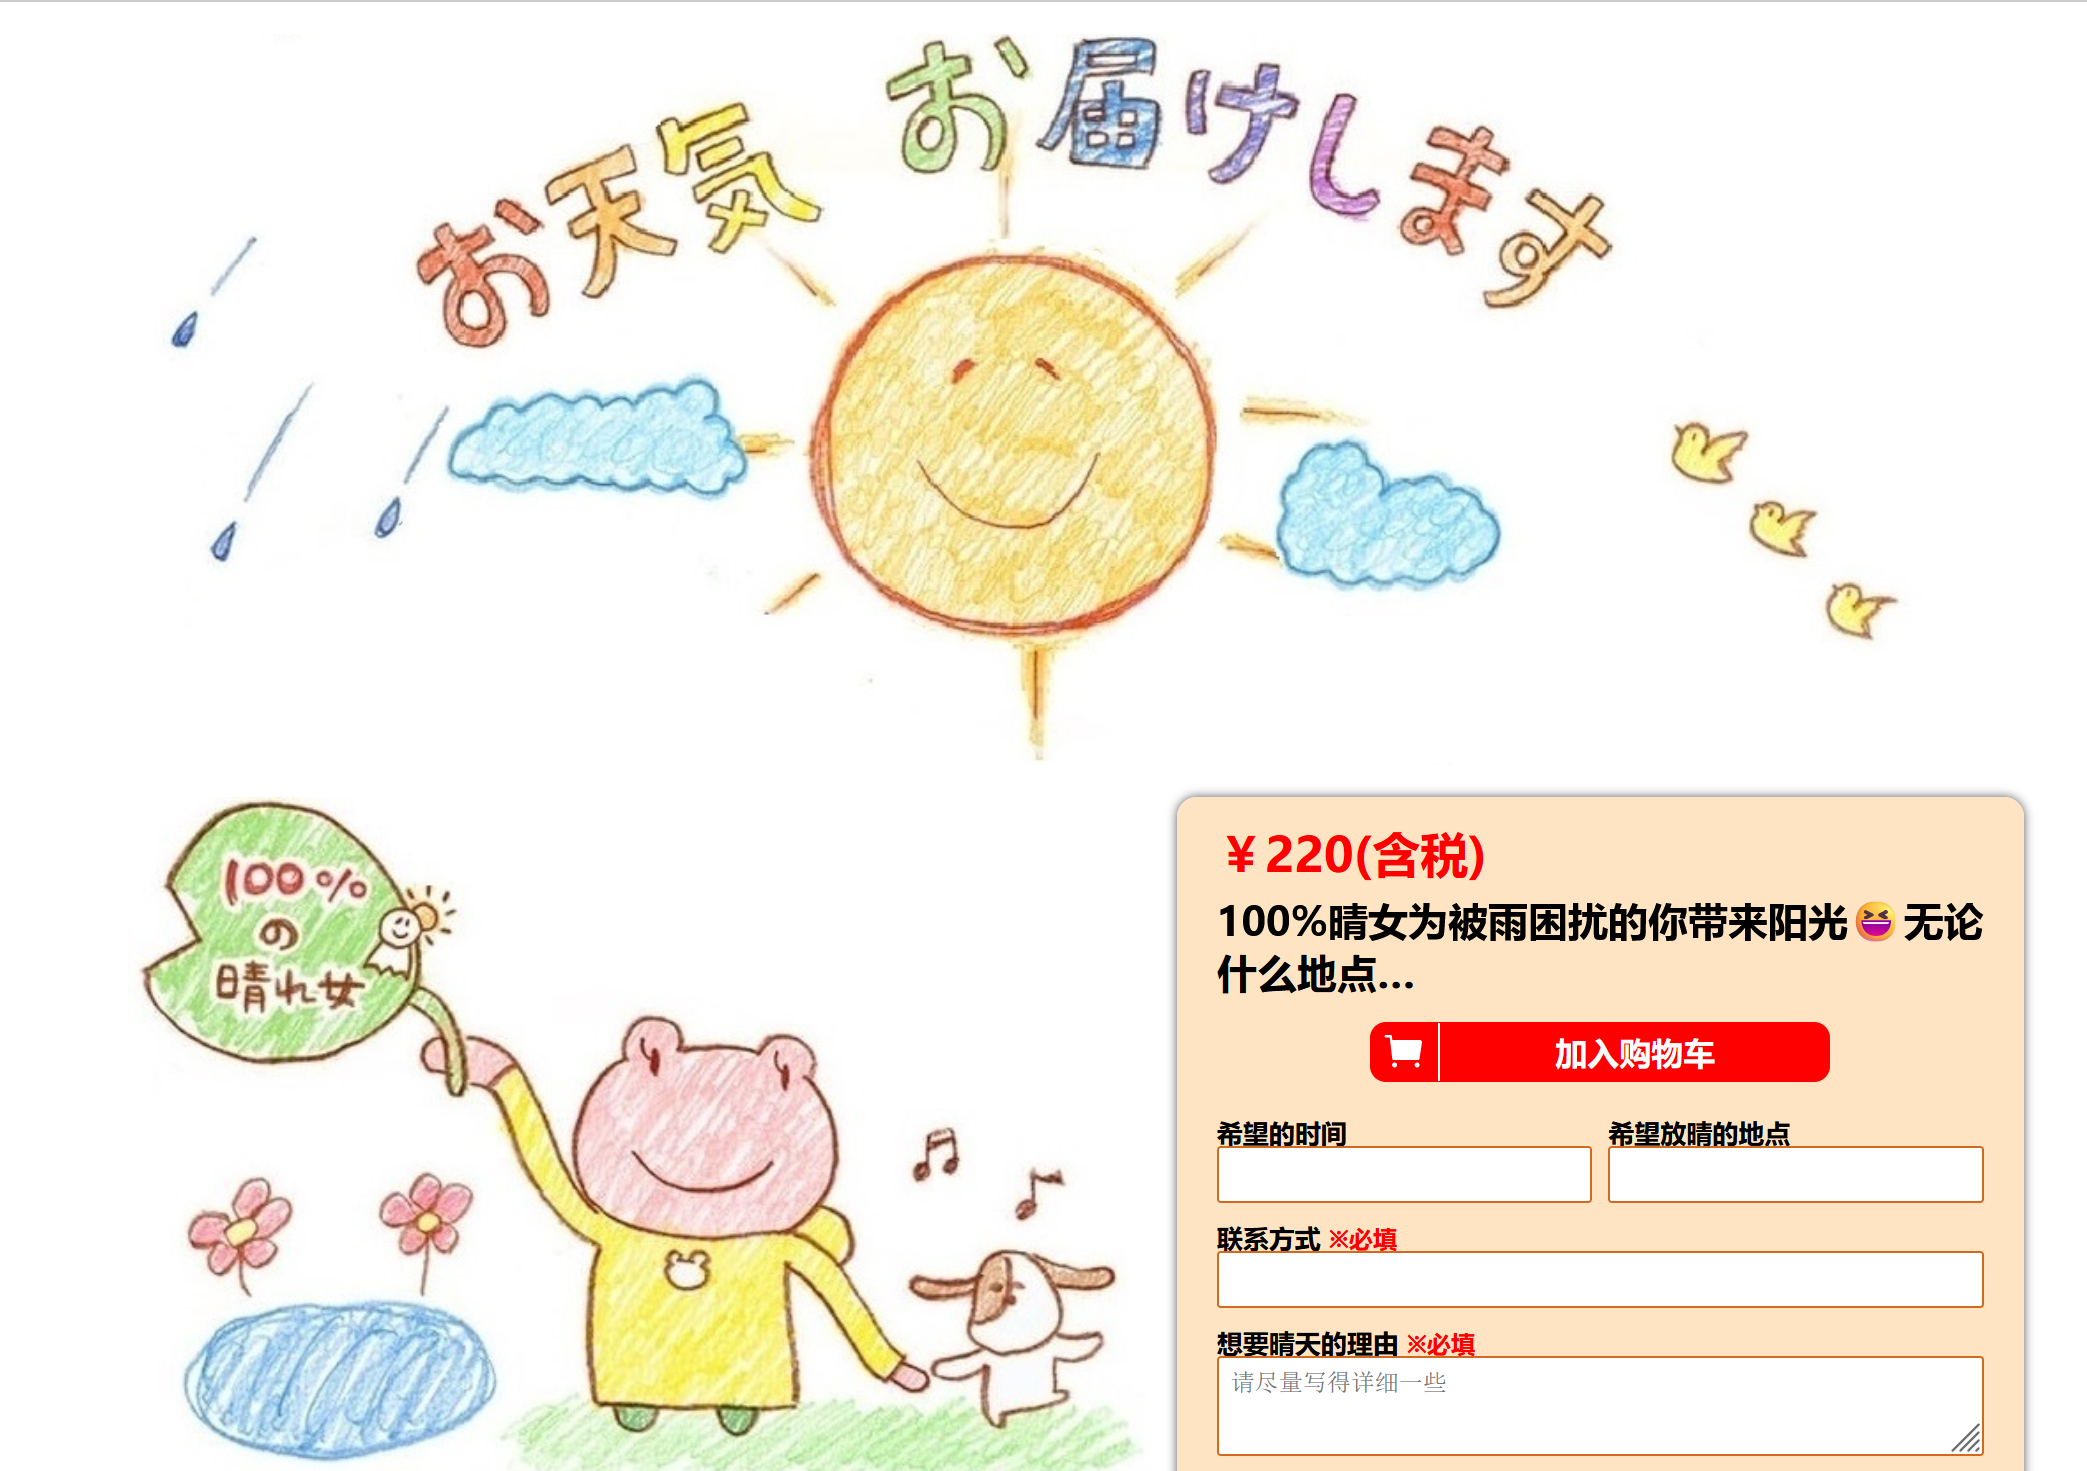 お天気 お届けします
100%
の
晴れ女
￥220(含税)
100%晴女为被雨困扰的你带来阳光😆无论
什么地点...
加入购物车
希望的时间 希望放晴的地点
联系方式 ※必填
想要晴天的理由 ※必填
请尽量写得详细一些